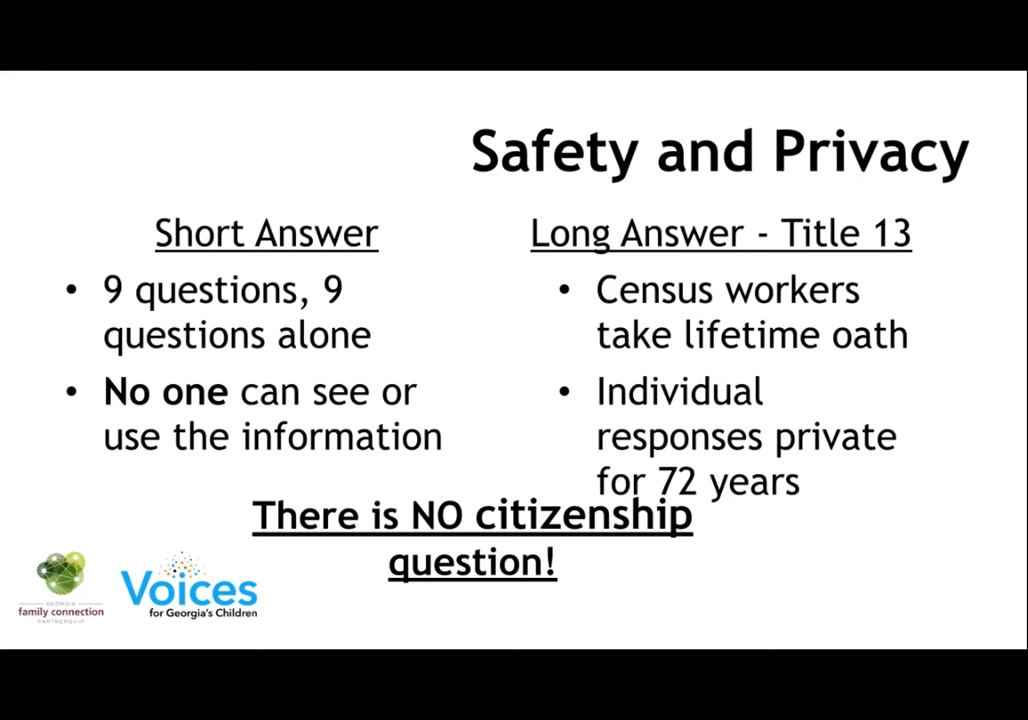 Safety and Privacy
Short Answer
• 9 questions, 9
questions alone
• No one can see or
use the information
Long Answer - Title 13
• Census workers
take lifetime oath
• Individual
responses private
for 72 years
There is NO citizenship
question!
GEORGIA
family connection
PARTNERSHIP
Voices
for Georgia's Children